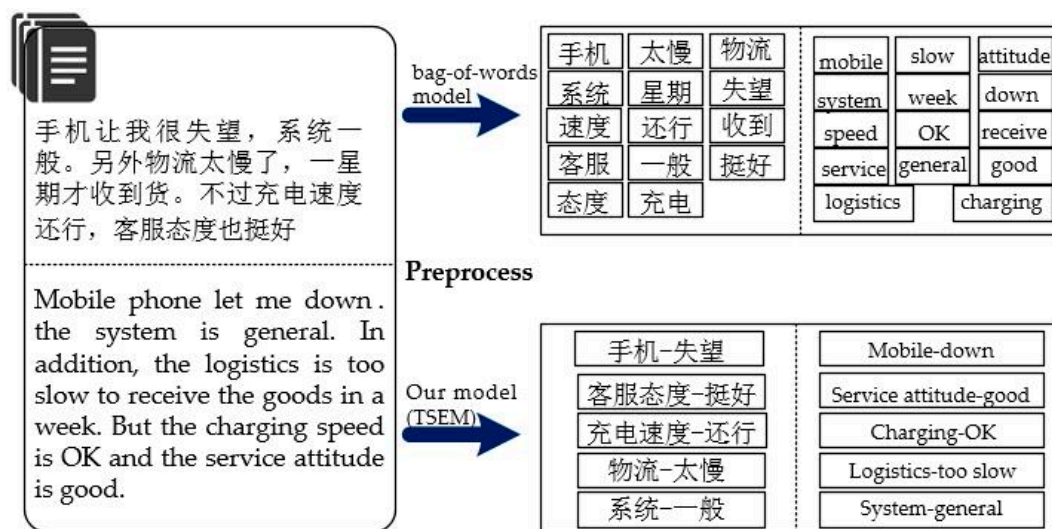 手机让我很失望，系统一
般。另外物流太慢了，一星
期才收到货。不过充电速度
还行，客服态度也挺好
Mobile phone let me down.
the system is general. In
addition, the logistics is too
slow to receive the goods in a
week. But the charging speed
is OK and the service attitude
is good.
bag-of-words
model
Preprocess
Our model
(TSEM)
手机 太慢 物流
系统 星期 失望
速度 还行 收到
客服 一般 挺好
态度 充电
mobile slow attitude
system week down
speed OK receive
service general good
logistics charging
手机-失望
客服态度-挺好
充电速度-还行
物流-太慢
系统-一般
Mobile-down
Service attitude-good
Charging-OK
Logistics-too slow
System-general